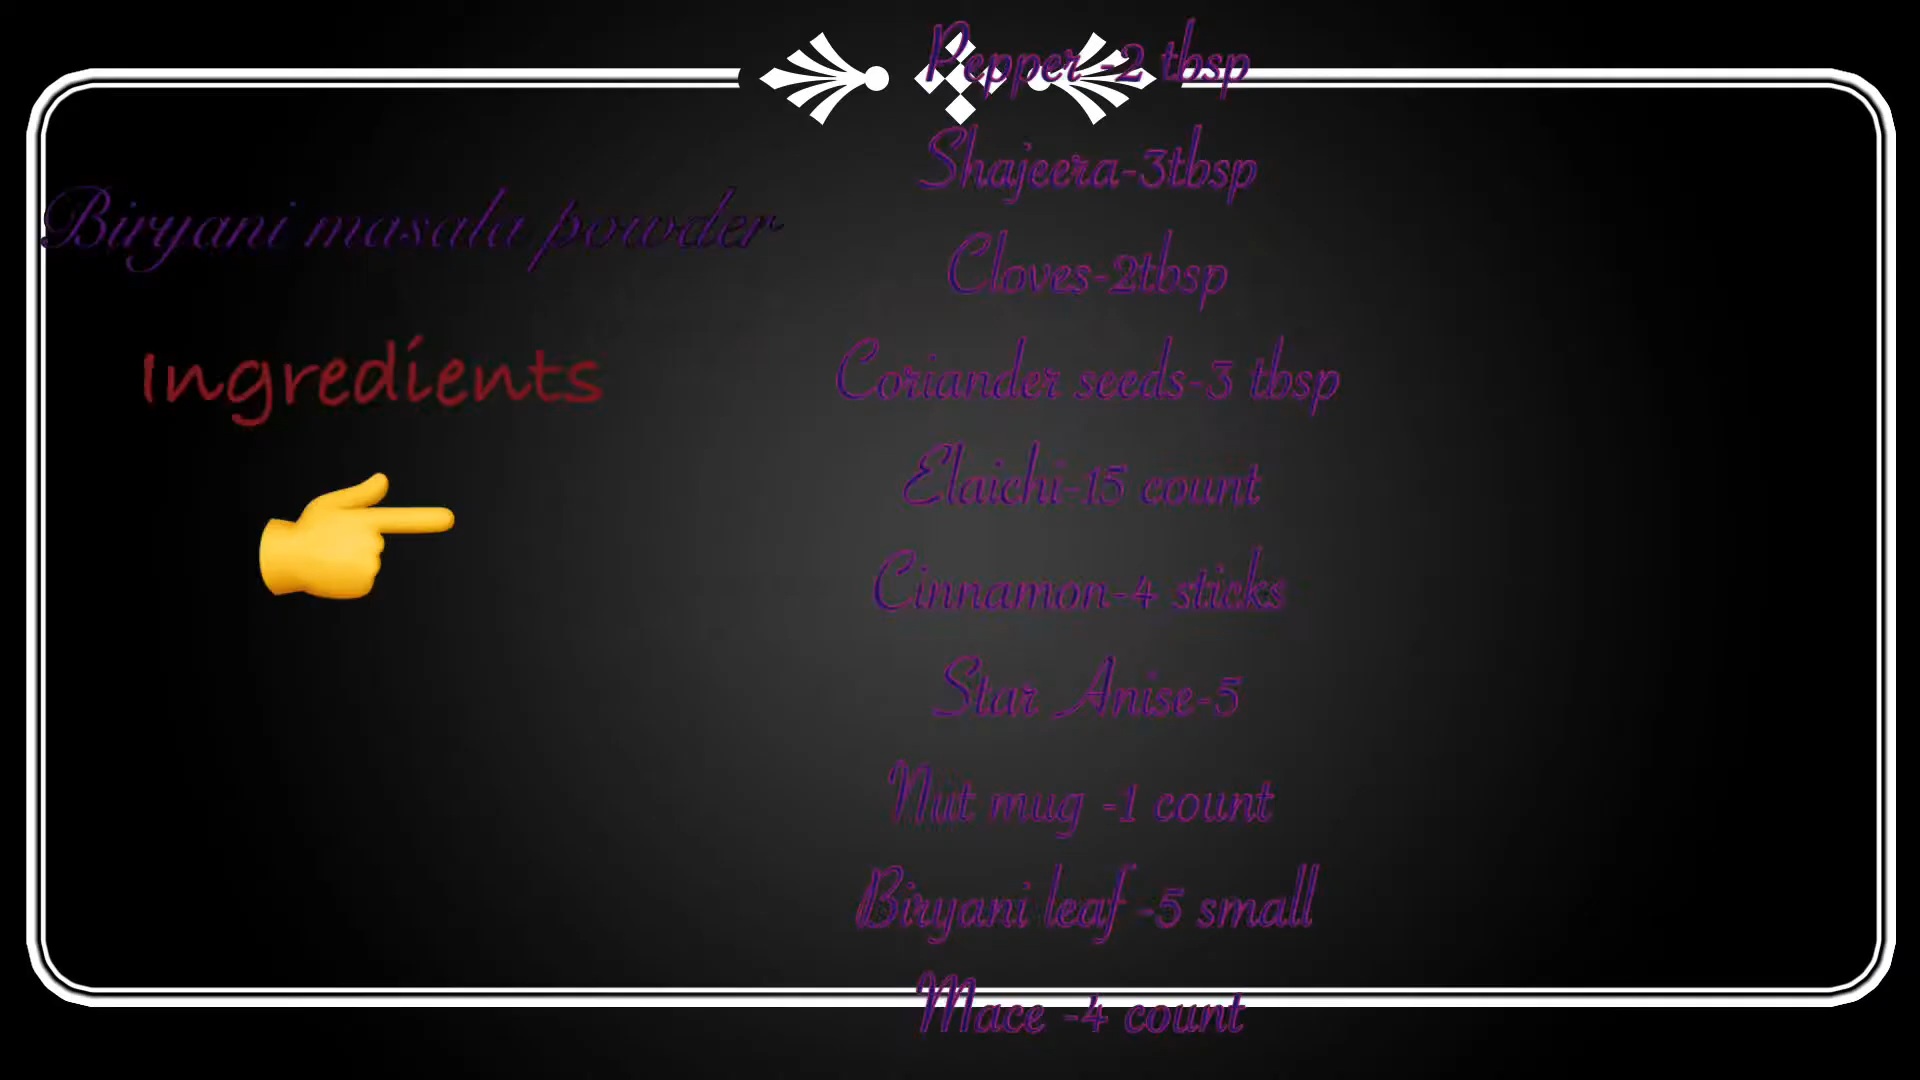 Biryani masala powder
Ingredients
Pepper -2 tbsp
Shajeera-3tbsp
Cloves-2tbsp
Coriander seeds-3 tbsp
Elaichi-15 count
Cinnamon-4 sticks
Star Anise-5
Nut mug -1 count
Biryani leaf -5 small
Mace -4 count